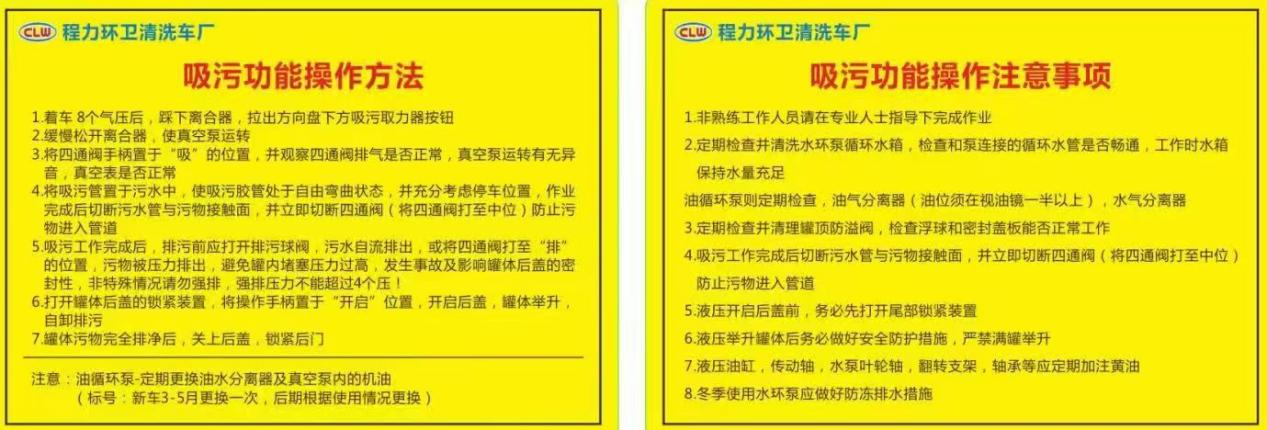 CLW 程力环卫清洗车厂
吸污功能操作方法
1.着车 8个气压后，踩下离合器，拉出方向盘下方吸污取力器按钮
2.缓慢松开离合器，使真空泵运转
3.将四通阀手柄置于“吸”的位置，并观察四通阀排气是否正常，真空泵运转有无异
音，真空表是否正常
4.将吸污管置于污水中，使吸污胶管处于自由弯曲状态，并充分考虑停车位置，作业
完成后切断污水管与污物接触面，并立即切断四通阀（将四通阀打至中位）防止污
物进入管道
5.吸污工作完成后，排污前应打开排污球阀，污水自流排出，或将四通阀打至“排”
的位置，污物被压力排出，避免罐内堵塞压力过高，发生事故及影响罐体后盖的密
封性，非特殊情况请勿强排，强排压力不能超过4个压！
6.打开罐体后盖的锁紧装置，将操作手柄置于“开启”位置，开启后盖，罐体举升，
自卸排污
7.罐体污物完全排净后，关上后盖，锁紧后门
注意：油循环泵-定期更换油水分离器及真空泵内的机油
（标号：新车3-5月更换一次，后期根据使用情况更换）
CLW 程力环卫清洗车厂
吸污功能操作注意事项
1.非熟练工作人员请在专业人士指导下完成作业
2.定期检查并清洗水环泵循环水箱，检查和泵连接的循环水管是否畅通，工作时水箱
保持水量充足
油循环泵则定期检查，油气分离器（油位须在视油镜一半以上），水气分离器
3.定期检查并清理罐顶防溢阀，检查浮球和密封盖板能否正常工作
4.吸污工作完成后切断污水管与污物接触面，并立即切断四通阀（将四通阀打至中位）
防止污物进入管道
5.液压开启后盖前，务必先打开尾部锁紧装置
6.液压举升罐体后务必做好安全防护措施，严禁满罐举升
7.液压油缸，传动轴，水泵叶轮轴，翻转支架，轴承等应定期加注黄油
8.冬季使用水环泵应做好防冻排水措施